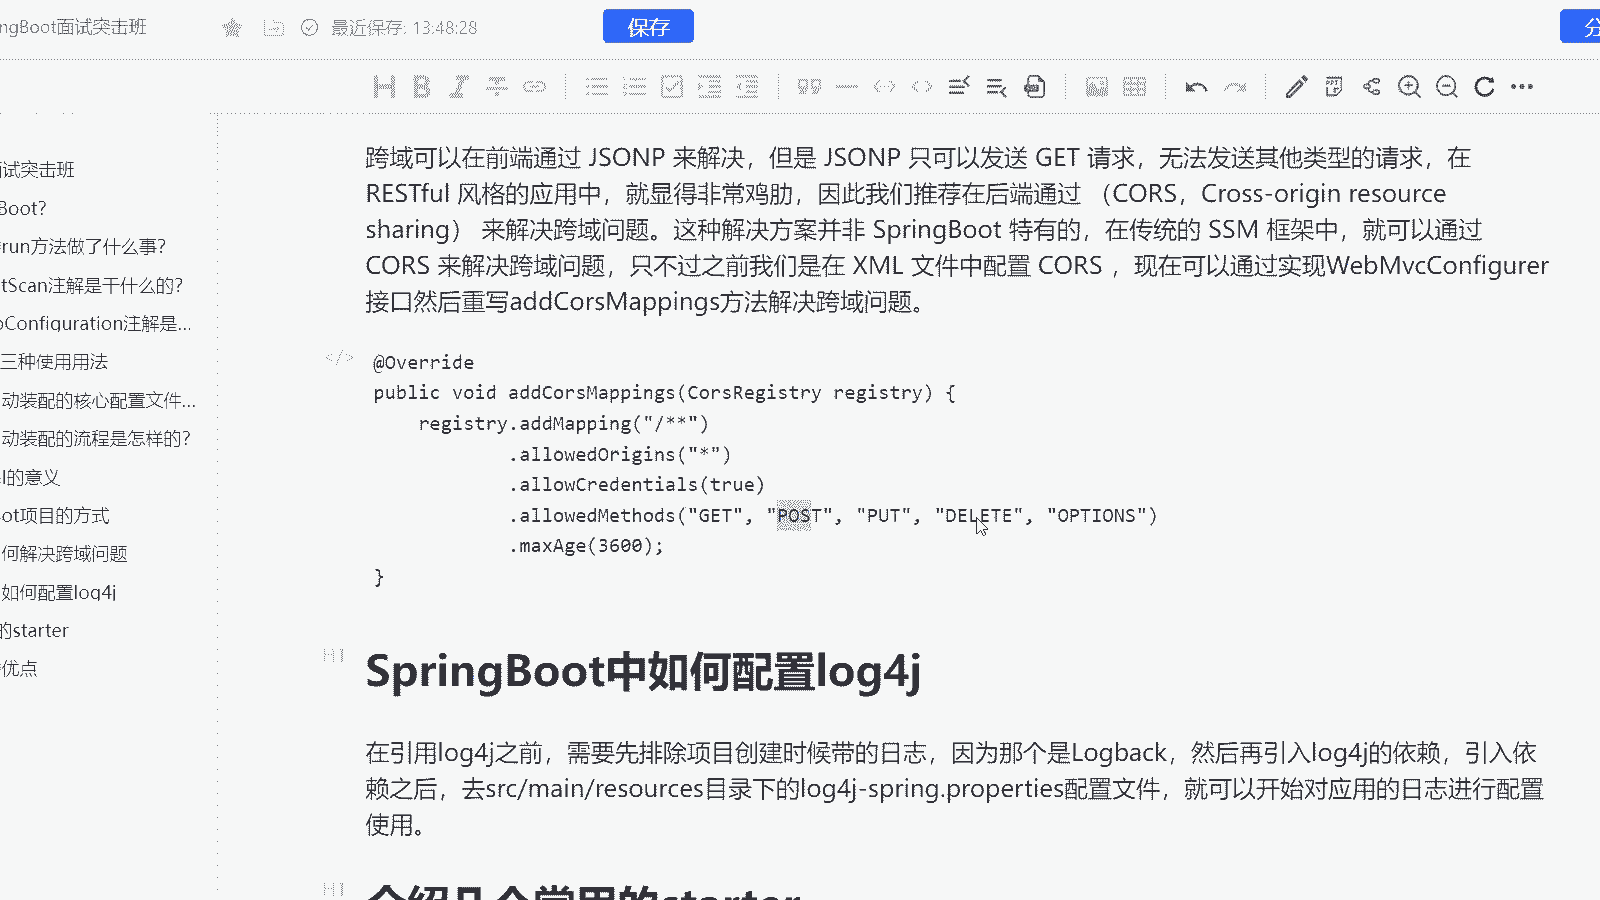 ngBoot面试突击班
最近保存: 13:48:28
保存
分
跨域可以在前端通过 JSONP 来解决，但是 JSONP 只可以发送 GET 请求，无法发送其他类型的请求，在
RESTful 风格的应用中，就显得非常鸡肋，因此我们推荐在后端通过 （CORS，Cross-origin resource
sharing） 来解决跨域问题。这种解决方案并非 SpringBoot 特有的，在传统的 SSM 框架中，就可以通过
CORS 来解决跨域问题，只不过之前我们是在 XML 文件中配置 CORS ，现在可以通过实现WebMvcConfigurer
接口然后重写addCorsMappings方法解决跨域问题。
</>
@Override
public void addCorsMappings(CorsRegistry registry) {
registry.addMapping("/**")
.allowedOrigins("*")
.allowCredentials(true)
.allowedMethods("GET", "POST", "PUT", "DELETE", "OPTIONS")
.maxAge(3600);
}
H1
SpringBoot中如何配置log4j
在引用log4j之前，需要先排除项目创建时候带的日志，因为那个是Logback，然后再引入log4j的依赖，引入依
赖之后，去src/main/resources目录下的log4j-spring.properties配置文件，就可以开始对应用的日志进行配置
使用。
H1
介绍几个常用的starter
试突击班
Boot?
run方法做了什么事?
tScan注解是干什么的?
oConfiguration注解是...
三种使用用法
动装配的核心配置文件...
动装配的流程是怎样的?
l的意义
ot项目的方式
何解决跨域问题
如何配置log4j
的starter
优点